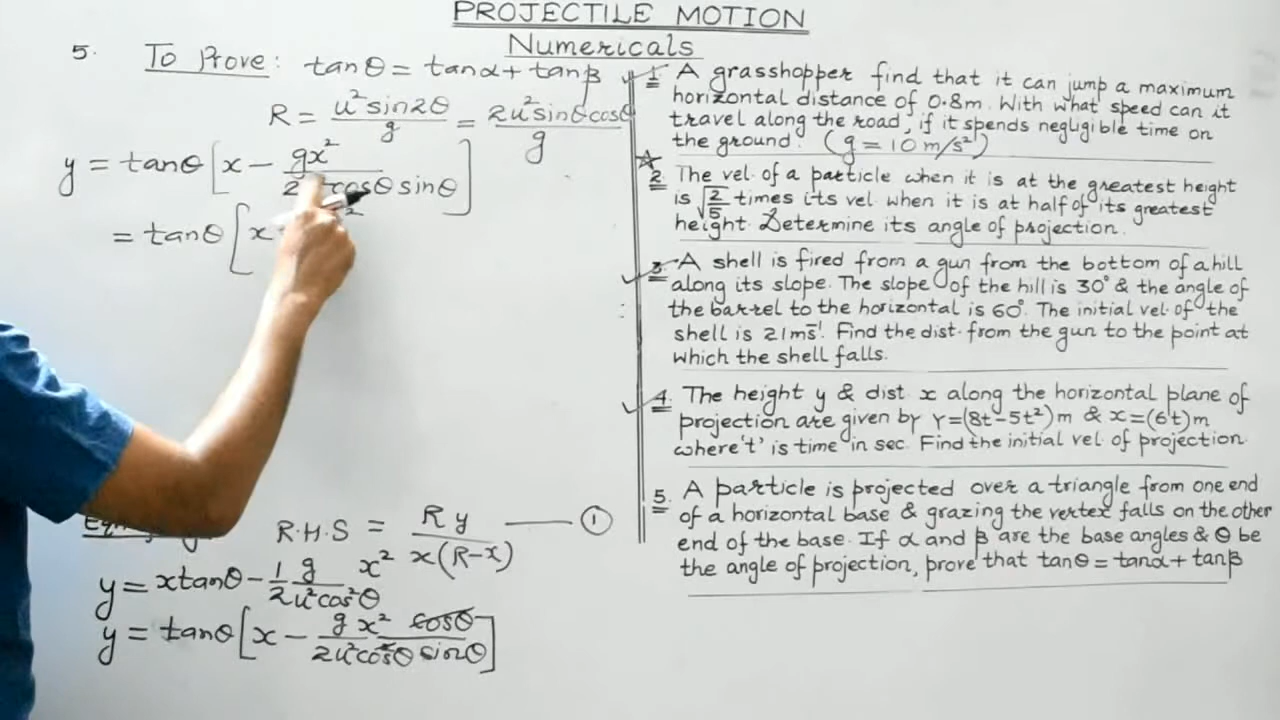 PROJECTILE MOTION
Numericals
5. To Prove: tanθ = tanα + tanβ
R = u²sin2θ/g = 2u²sinθcosθ/g
y = tanθ [x − gx²/2 cosθ sinθ]
= tanθ [x
R.H.S = Ry/x(R−x) — ①
y = x tanθ − 1/2 g/u²cos²θ x²
y = tanθ [x − g x² cosθ/2u²cos²θ sinθ]
1. A grasshopper find that it can jump a maximum
horizontal distance of 0.8m. With what speed can it
travel along the road, if it spends negligible time on
the ground. (g = 10 m/s²)
2. The vel. of a particle when it is at the greatest height
is √2/5 times its vel. when it is at half of its greatest
height. Determine its angle of projection.
3. A shell is fired from a gun from the bottom of a hill
along its slope. The slope of the hill is 30° & the angle of
the barrel to the horizontal is 60°. The initial vel. of the
shell is 21ms⁻¹. Find the dist. from the gun to the point at
which the shell falls.
4. The height y & dist. x along the horizontal plane of
projection are given by Y=(8t−5t²)m & x=(6t)m
where 't' is time in sec. Find the initial vel. of projection.
5. A particle is projected over a triangle from one end
of a horizontal base & grazing the vertex falls on the other
end of the base. If α and β are the base angles & θ be
the angle of projection, prove that tanθ = tanα + tanβ